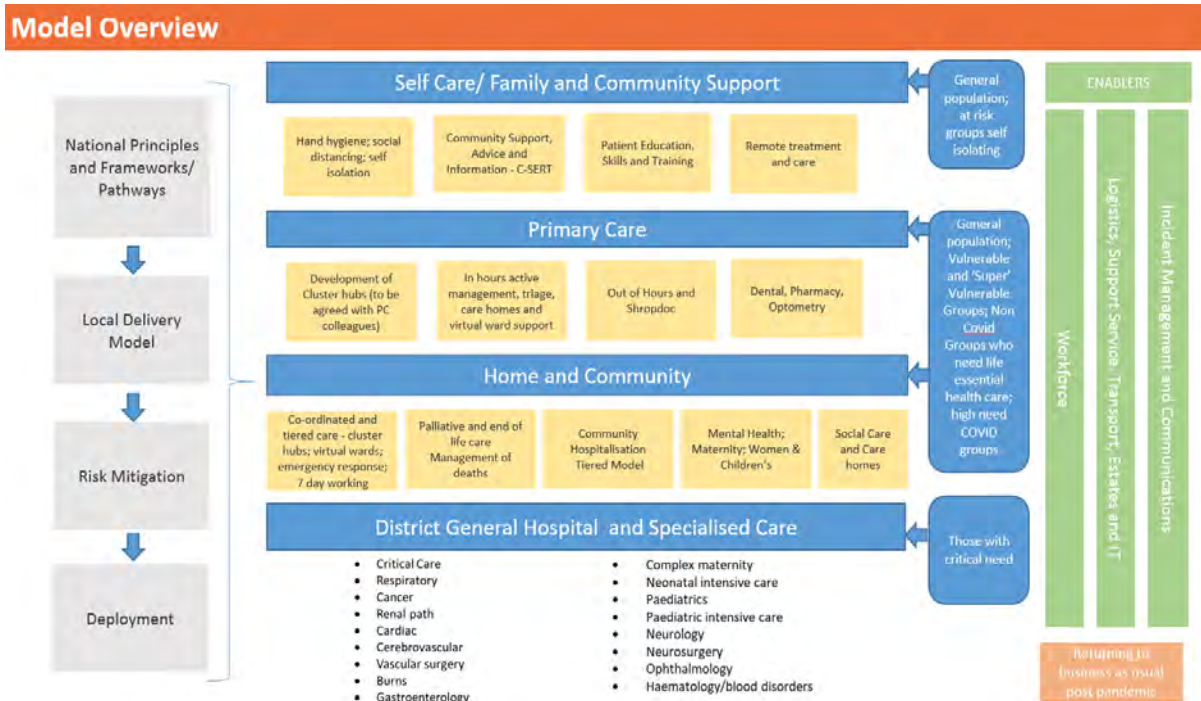 Model Overview
National Principles
and Frameworks/
Pathways
Local Delivery
Model
Risk Mitigation
Deployment
Self Care/ Family and Community Support
Hand hygiene; social
distancing; self
isolation
Community Support,
Advice and
Information - C-SERT
Patient Education,
Skills and Training
Remote treatment
and care
General
population;
at risk
groups self
isolating
Primary Care
Development of
Cluster hubs (to be
agreed with PC
colleagues)
In hours active
management, triage,
care homes and
virtual ward support
Out of Hours and
Shropdoc
Dental, Pharmacy,
Optometry
General
population;
Vulnerable
and 'Super'
Vulnerable
Groups; Non
Covid
Groups who
need life
essential
health care;
high need
COVID
groups
Home and Community
Co-ordinated and
tiered care - cluster
hubs; virtual wards;
emergency response;
7 day working
Palliative and end of
life care
Management of
deaths
Community
Hospitalisation
Tiered Model
Mental Health;
Maternity; Women &
Children's
Social Care
and Care
homes
District General Hospital and Specialised Care
Those with
critical need
• Critical Care
• Respiratory
• Cancer
• Renal path
• Cardiac
• Cerebrovascular
• Vascular surgery
• Burns
• Gastroenterology
• Complex maternity
• Neonatal intensive care
• Paediatrics
• Paediatric intensive care
• Neurology
• Neurosurgery
• Ophthalmology
• Haematology/blood disorders
ENABLERS
Workforce
Logistics, Support Service, Transport, Estates and IT
Incident Management and Communications
Returning to
business as usual
post pandemic